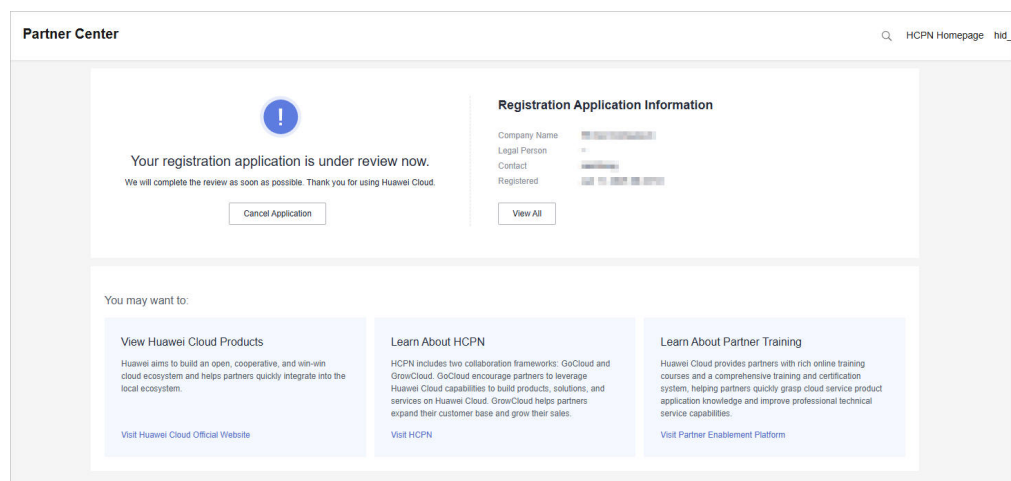 Partner Center
HCPN Homepage hid_
Your registration application is under review now.
We will complete the review as soon as possible. Thank you for using Huawei Cloud.
Cancel Application
Registration Application Information
Company Name
Legal Person
Contact
Registered
View All
You may want to:
View Huawei Cloud Products
Huawei aims to build an open, cooperative, and win-win
cloud ecosystem and helps partners quickly integrate into the
local ecosystem.
Visit Huawei Cloud Official Website
Learn About HCPN
HCPN includes two collaboration frameworks: GoCloud and
GrowCloud. GoCloud encourage partners to leverage
Huawei Cloud capabilities to build products, solutions, and
services on Huawei Cloud. GrowCloud helps partners
expand their customer base and grow their sales.
Visit HCPN
Learn About Partner Training
Huawei Cloud provides partners with rich online training
courses and a comprehensive training and certification
system, helping partners quickly grasp cloud service product
application knowledge and improve professional technical
service capabilities.
Visit Partner Enablement Platform